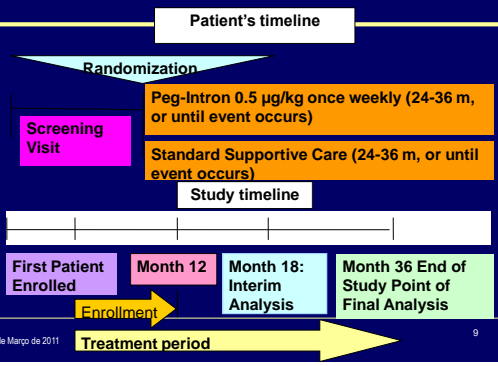 Patient's timeline
Randomization
Peg-Intron 0.5 µg/kg once weekly (24-36 m,
or until event occurs)
Screening
Visit
Standard Supportive Care (24-36 m, or until
event occurs)
Study timeline
First Patient
Enrolled
Month 12
Month 18:
Interim
Analysis
Month 36 End of
Study Point of
Final Analysis
Enrollment
de Março de 2011
Treatment period
9